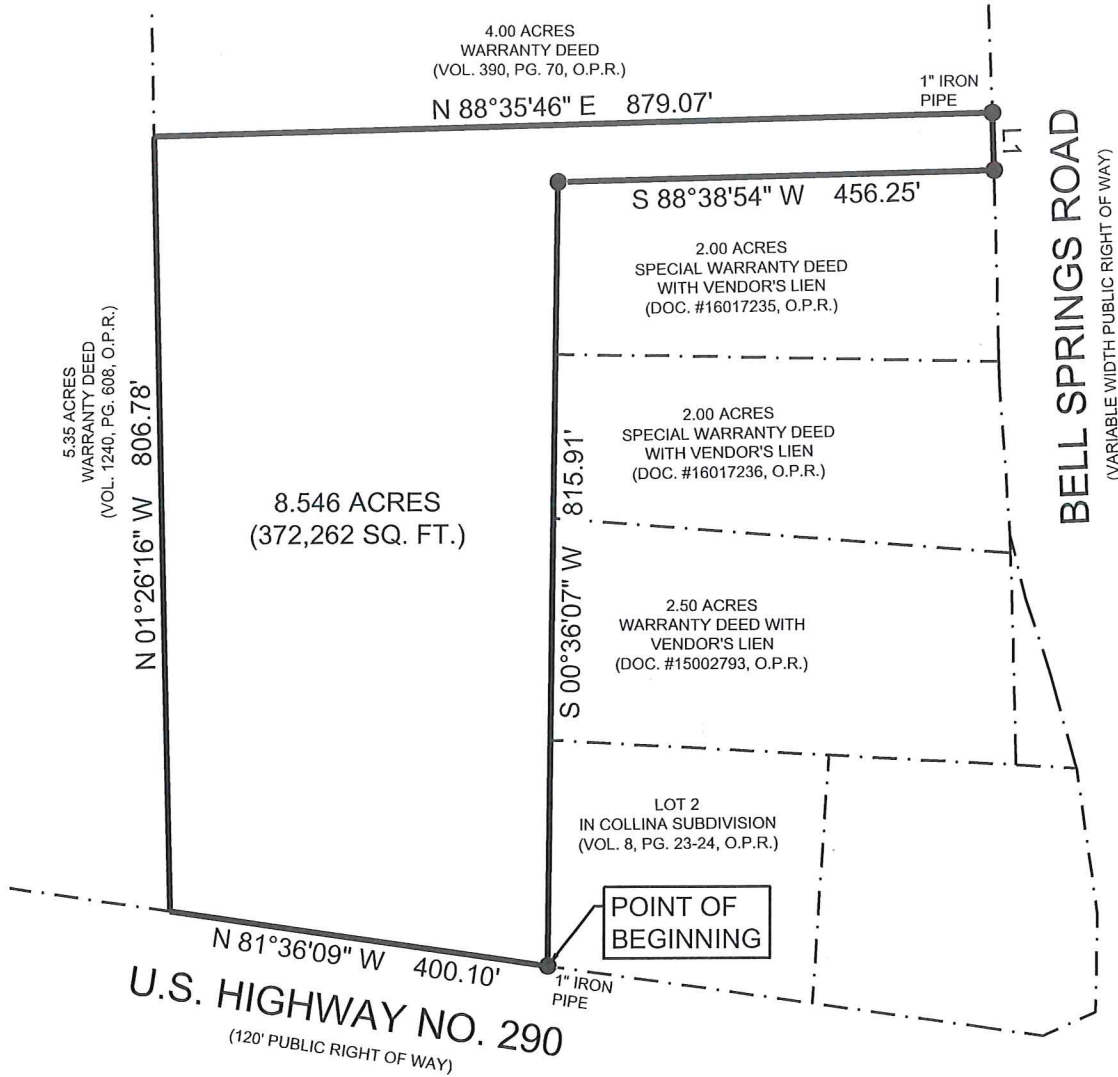 4.00 ACRES
WARRANTY DEED
(VOL. 390, PG. 70, O.P.R.)
1" IRON
PIPE
N 88°35'46" E 879.07'
L1
S 88°38'54" W 456.25'
BELL SPRINGS ROAD
(VARIABLE WIDTH PUBLIC RIGHT OF WAY)
2.00 ACRES
SPECIAL WARRANTY DEED
WITH VENDOR'S LIEN
(DOC. #16017235, O.P.R.)
5.35 ACRES
WARRANTY DEED
(VOL. 1240, PG. 608, O.P.R.)
N 01°26'16" W 806.78'
8.546 ACRES
(372,262 SQ. FT.)
S 00°36'07" W 815.91'
2.00 ACRES
SPECIAL WARRANTY DEED
WITH VENDOR'S LIEN
(DOC. #16017236, O.P.R.)
2.50 ACRES
WARRANTY DEED WITH
VENDOR'S LIEN
(DOC. #15002793, O.P.R.)
LOT 2
IN COLLINA SUBDIVISION
(VOL. 8, PG. 23-24, O.P.R.)
POINT OF
BEGINNING
N 81°36'09" W 400.10'
1" IRON
PIPE
U.S. HIGHWAY NO. 290
(120' PUBLIC RIGHT OF WAY)